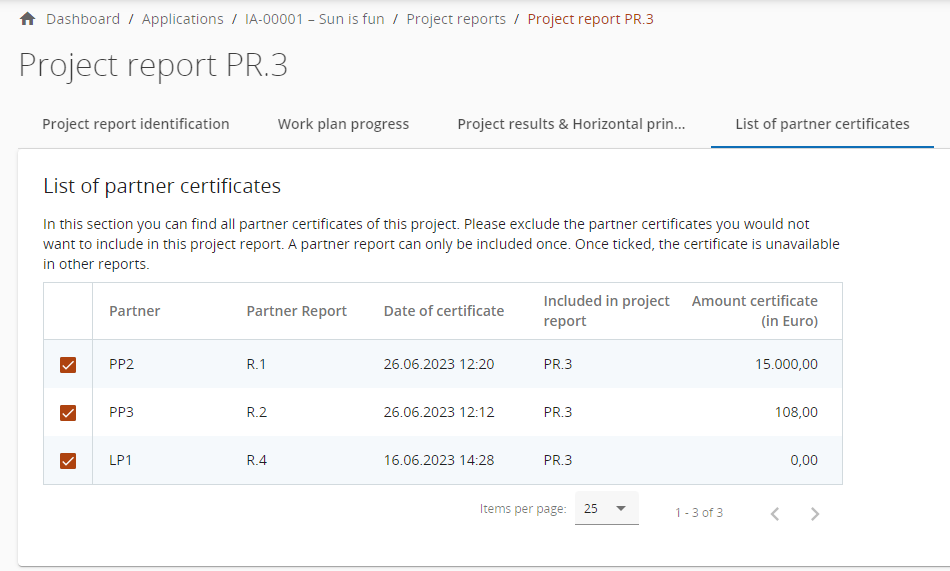 Dashboard / Applications / IA-00001 – Sun is fun / Project reports / Project report PR.3
Project report PR.3
Project report identification Work plan progress Project results & Horizontal prin... List of partner certificates
List of partner certificates
In this section you can find all partner certificates of this project. Please exclude the partner certificates you would not
want to include in this project report. A partner report can only be included once. Once ticked, the certificate is unavailable
in other reports.
Partner Partner Report Date of certificate Included in project report Amount certificate (in Euro)
PP2 R.1 26.06.2023 12:20 PR.3 15.000,00
PP3 R.2 26.06.2023 12:12 PR.3 108,00
LP1 R.4 16.06.2023 14:28 PR.3 0,00
Items per page: 25 1 - 3 of 3